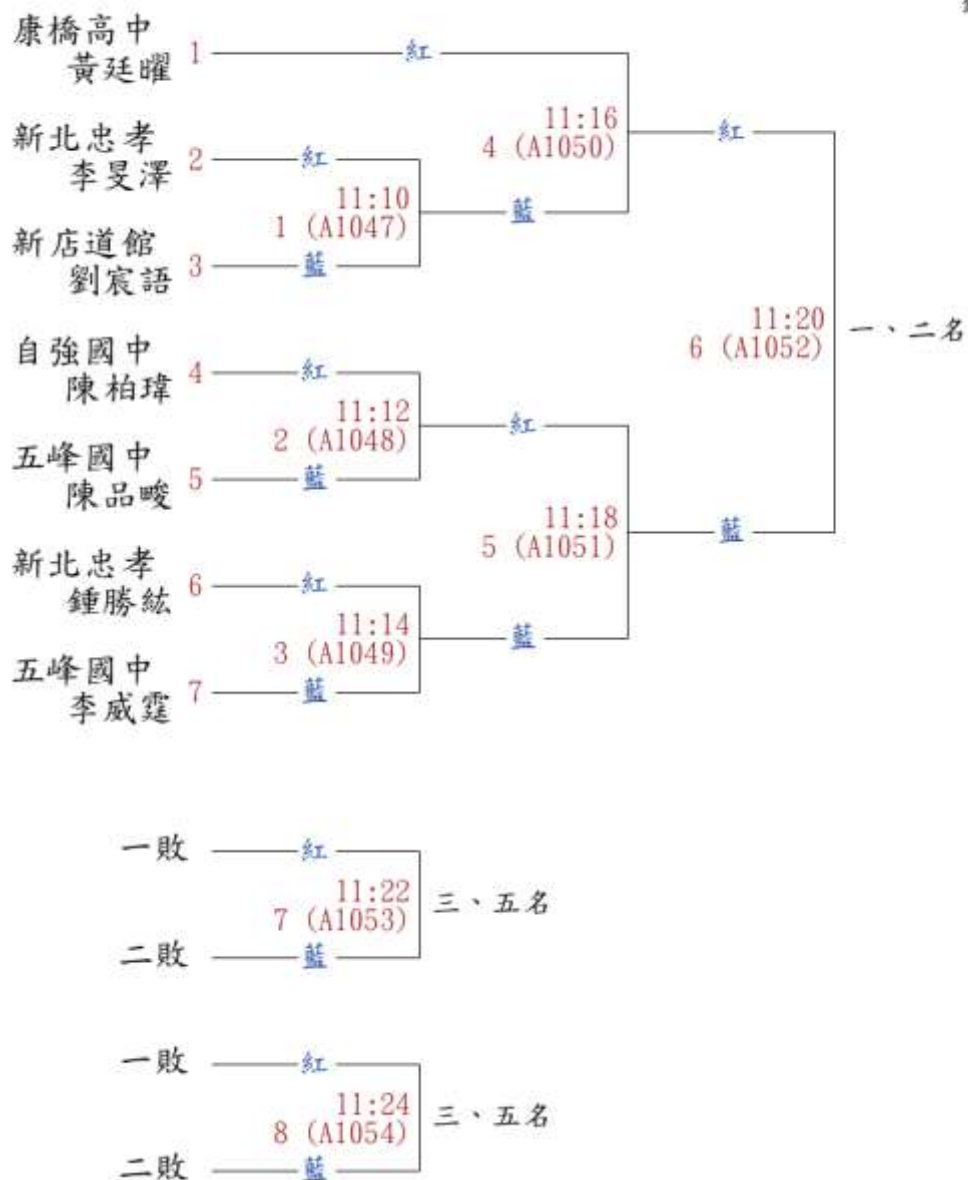 康橋高中
黃廷曜
1
紅
11:16
4 (A1050)
紅
新北忠孝
李旻澤
2
紅
11:10
1 (A1047)
藍
新店道館
劉宸語
3
藍
11:20
6 (A1052)
一、二名
自強國中
陳柏瑋
4
紅
11:12
2 (A1048)
紅
五峰國中
陳品畯
5
藍
11:18
5 (A1051)
藍
新北忠孝
鍾勝紘
6
紅
11:14
3 (A1049)
藍
五峰國中
李威霆
7
藍
一敗
紅
11:22
7 (A1053)
三、五名
二敗
藍
一敗
紅
11:24
8 (A1054)
三、五名
二敗
藍